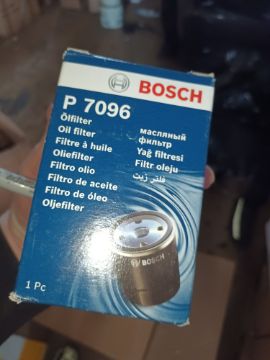 BOSCH
P 7096
Ölfilter
Oil filter
Filtre à huile
Oliefilter
Filtro olio
Filtro de aceite
Filtro de óleo
Oljefilter
масляный
фильтр
Yağ filtresi
Filtr oleju
فلتر زيت
BOSCH
1 Pc